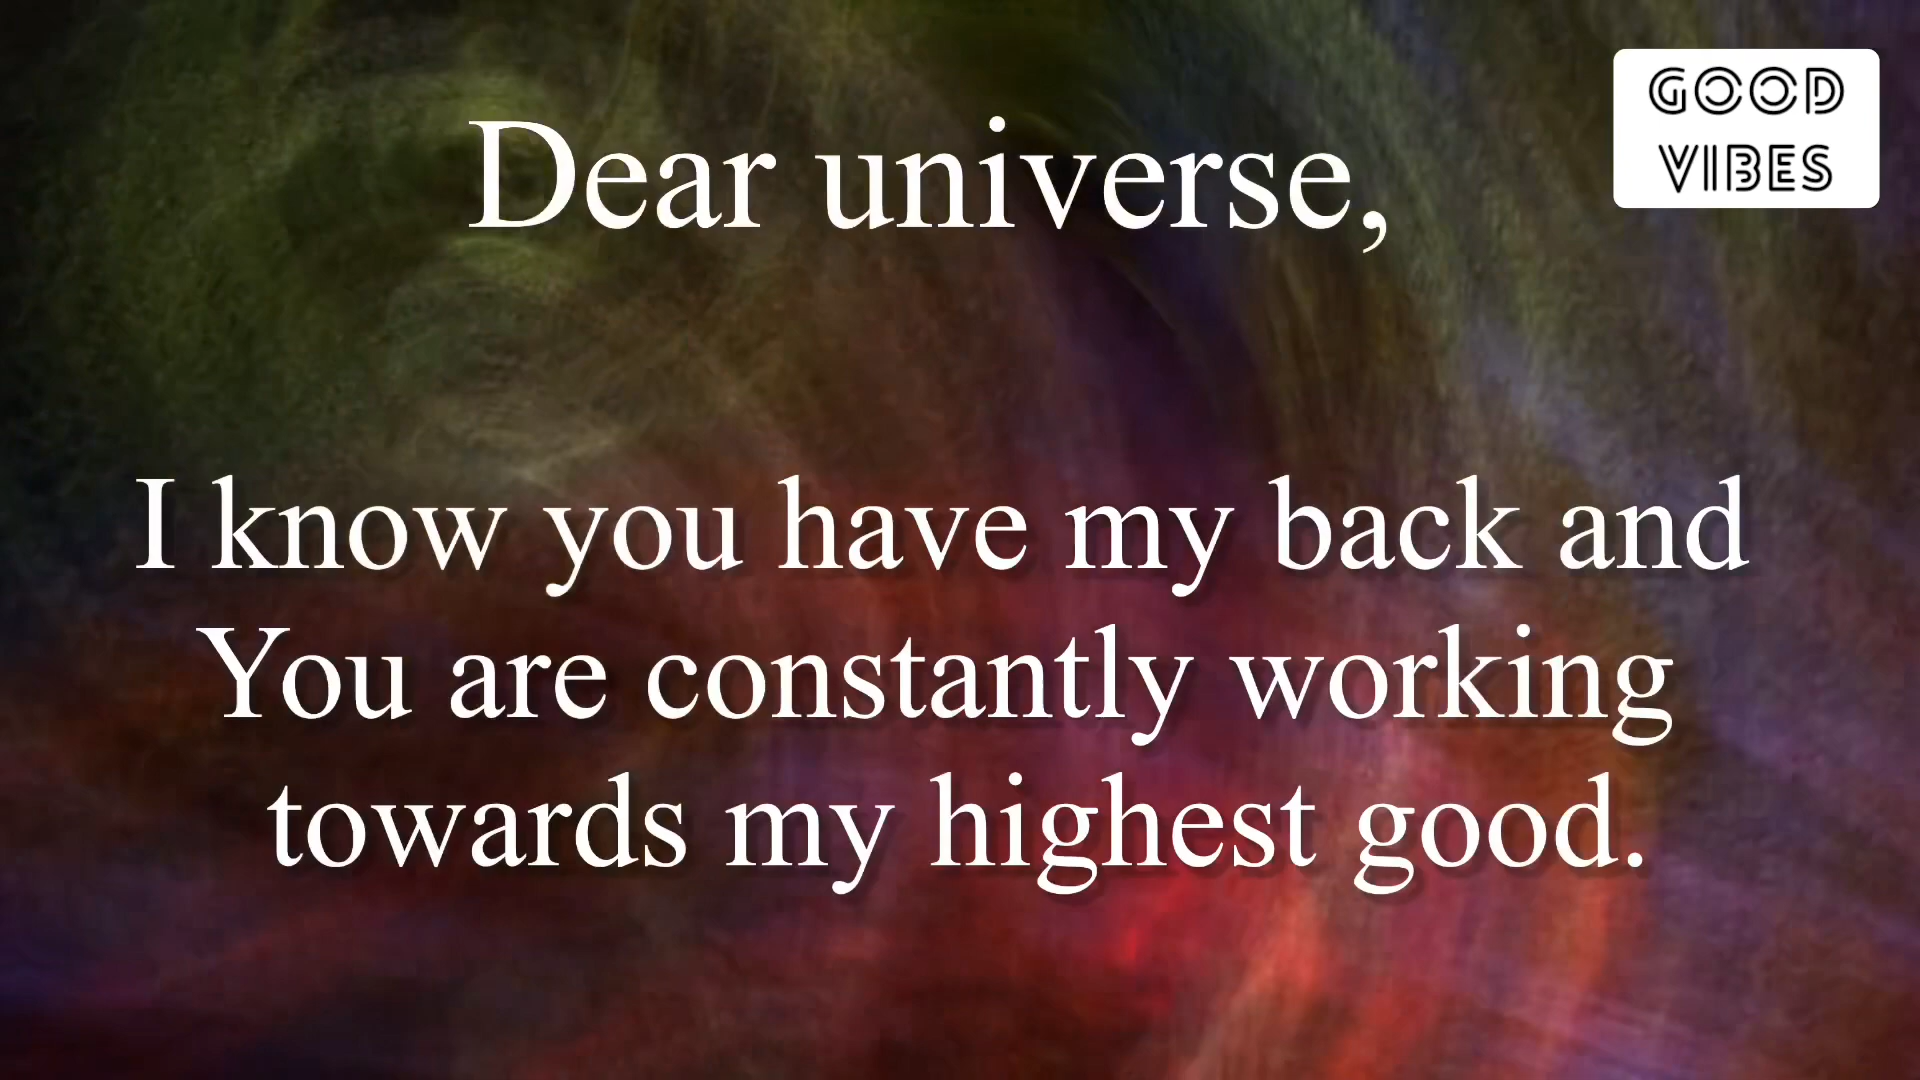 Dear universe,
GOOD
VIBES
I know you have my back and
You are constantly working
towards my highest good.